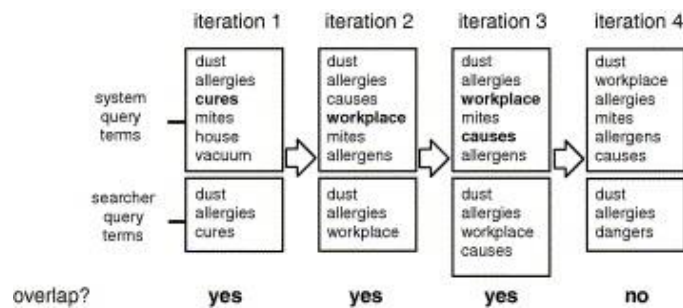 iteration 1 iteration 2 iteration 3 iteration 4
system
query
terms
dust
allergies
cures
mites
house
vacuum
dust
allergies
causes
workplace
mites
allergens
dust
allergies
workplace
mites
causes
allergens
dust
workplace
allergies
mites
allergens
causes
searcher
query
terms
dust
allergies
cures
dust
allergies
workplace
dust
allergies
workplace
causes
dust
allergies
dangers
overlap? yes yes yes no